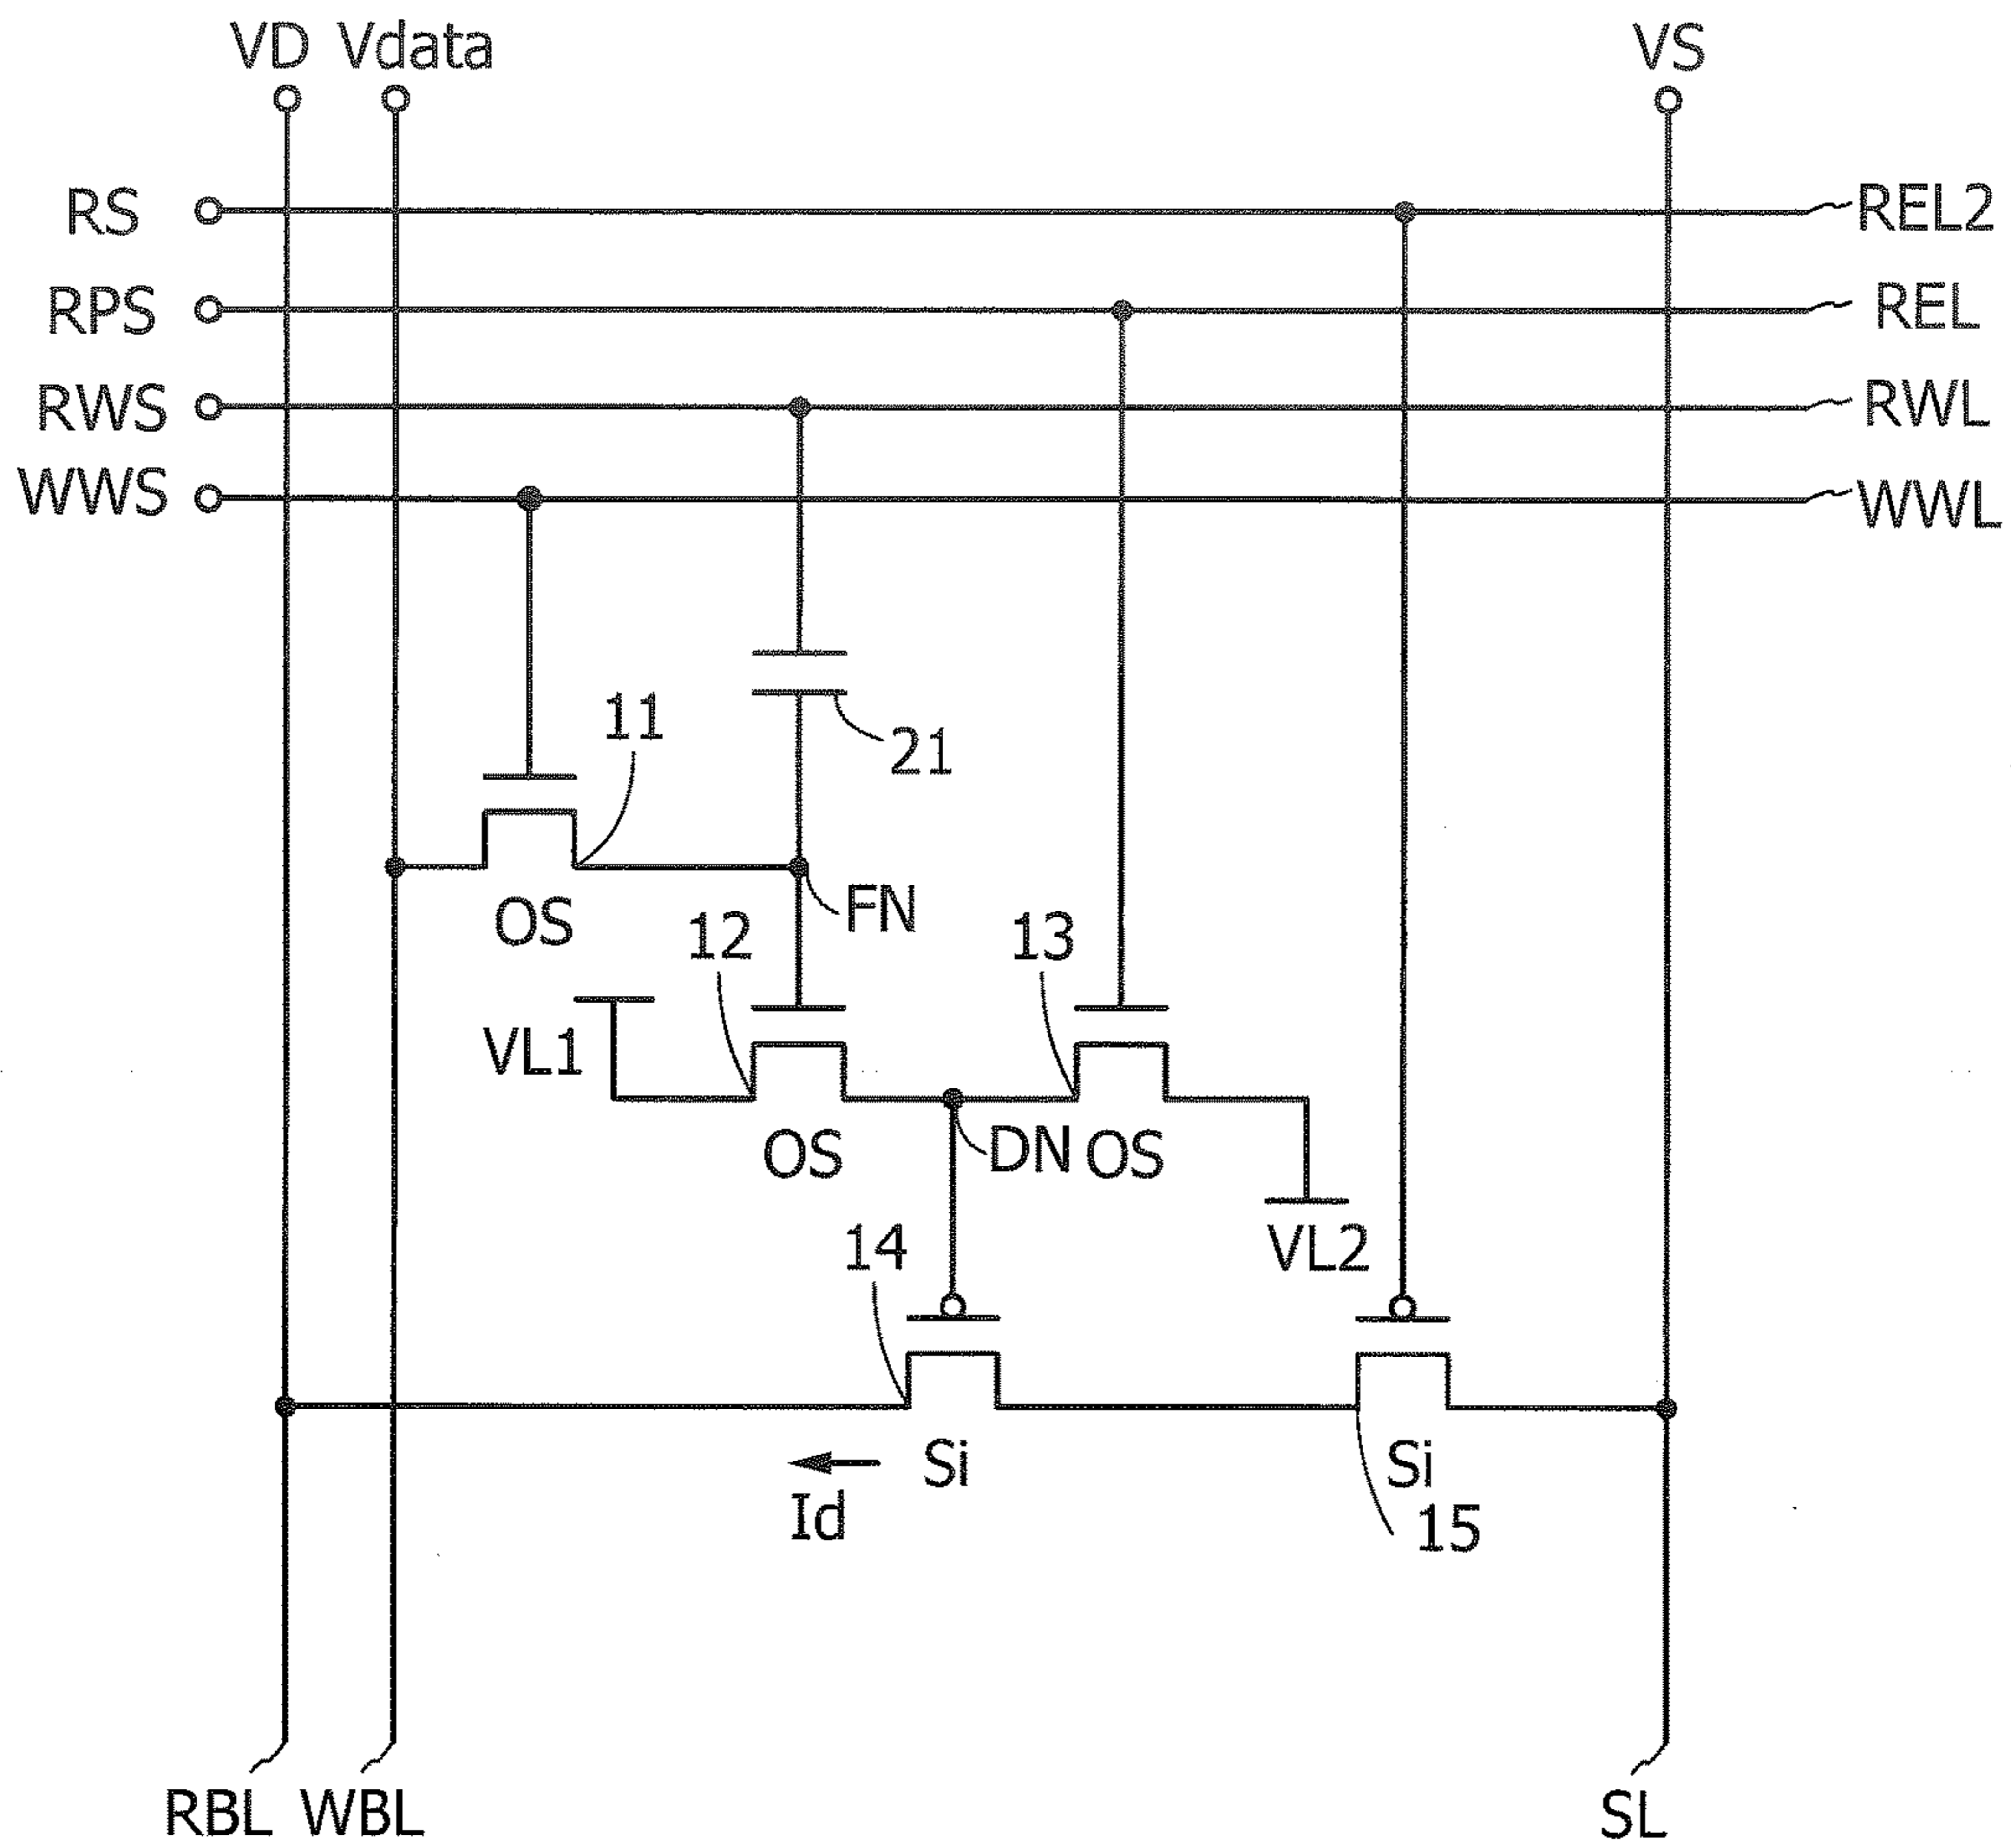 VD Vdata VS
RS REL2
RPS REL
RWS RWL
WWS WWL
11
21
OS FN
12 13
VL1
OS DN OS
14 VL2
Si Si
Id 15
RBL WBL SL